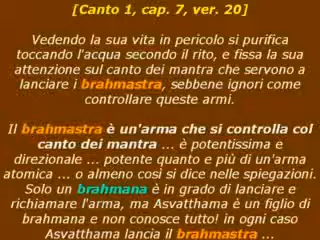 [Canto 1, cap. 7, ver. 20]
Vedendo la sua vita in pericolo si purifica
toccando l'acqua secondo il rito, e fissa la sua
attenzione sul canto dei mantra che servono a
lanciare i brahmastra, sebbene ignori come
controllare queste armi.
Il brahmastra è un'arma che si controlla col
canto dei mantra ... è potentissima e
direzionale ... potente quanto e più di un'arma
atomica ... o almeno così si dice nelle spiegazioni.
Solo un brahmana è in grado di lanciare e
richiamare l'arma, ma Asvatthama è un figlio di
brahmana e non conosce tutto! in ogni caso
Asvatthama lancia il brahmastra ...